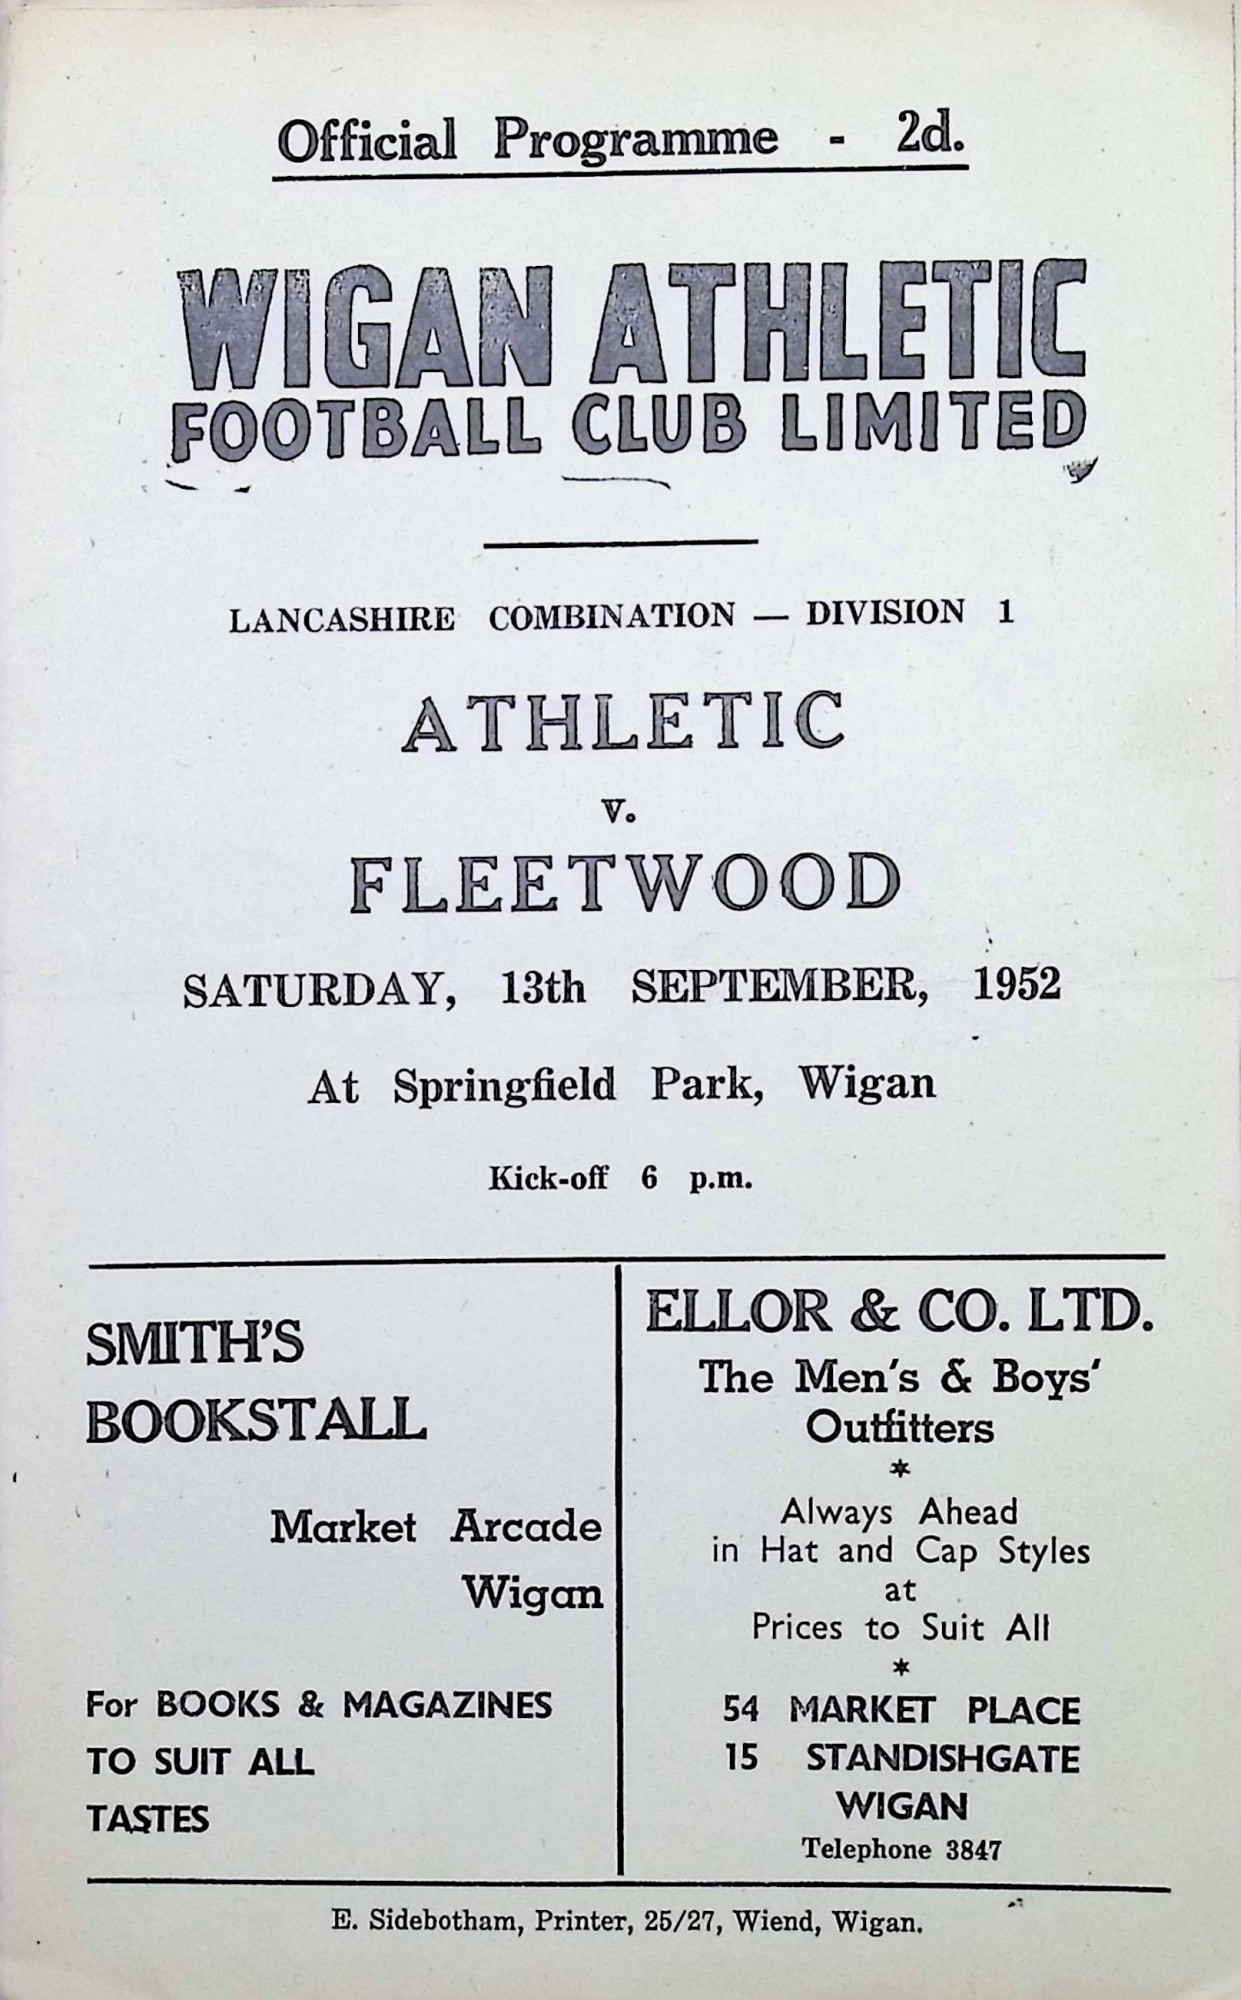 Official Programme - 2d.
WIGAN ATHLETIC
FOOTBALL CLUB LIMITED
LANCASHIRE COMBINATION — DIVISION 1
ATHLETIC
v.
FLEETWOOD
SATURDAY, 13th SEPTEMBER, 1952
At Springfield Park, Wigan
Kick-off 6 p.m.
SMITH'S
BOOKSTALL
Market Arcade
Wigan
For BOOKS & MAGAZINES
TO SUIT ALL
TASTES
ELLOR & CO. LTD.
The Men's & Boys'
Outfitters
*
Always Ahead
in Hat and Cap Styles
at
Prices to Suit All
*
54 MARKET PLACE
15 STANDISHGATE
WIGAN
Telephone 3847
E. Sidebotham, Printer, 25/27, Wiend, Wigan.